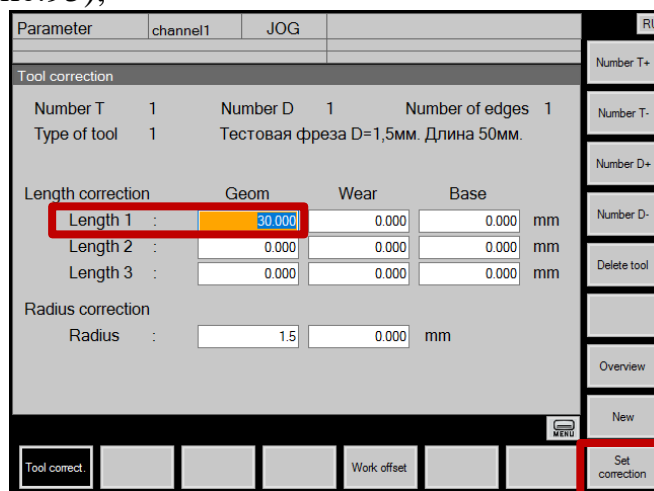 Parameter channel1 JOG
Tool correction
Number T 1 Number D 1 Number of edges 1
Type of tool 1 Тестовая фреза D=1,5мм. Длина 50мм.
Length correction Geom Wear Base
Length 1 : 30.000 0.000 0.000 mm
Length 2 : 0.000 0.000 0.000 mm
Length 3 : 0.000 0.000 0.000 mm
Radius correction
Radius : 1.5 0.000 mm
MENU
Tool correct. Work offset
Number T+
Number T-
Number D+
Number D-
Delete tool
Overview
New
Set
correction